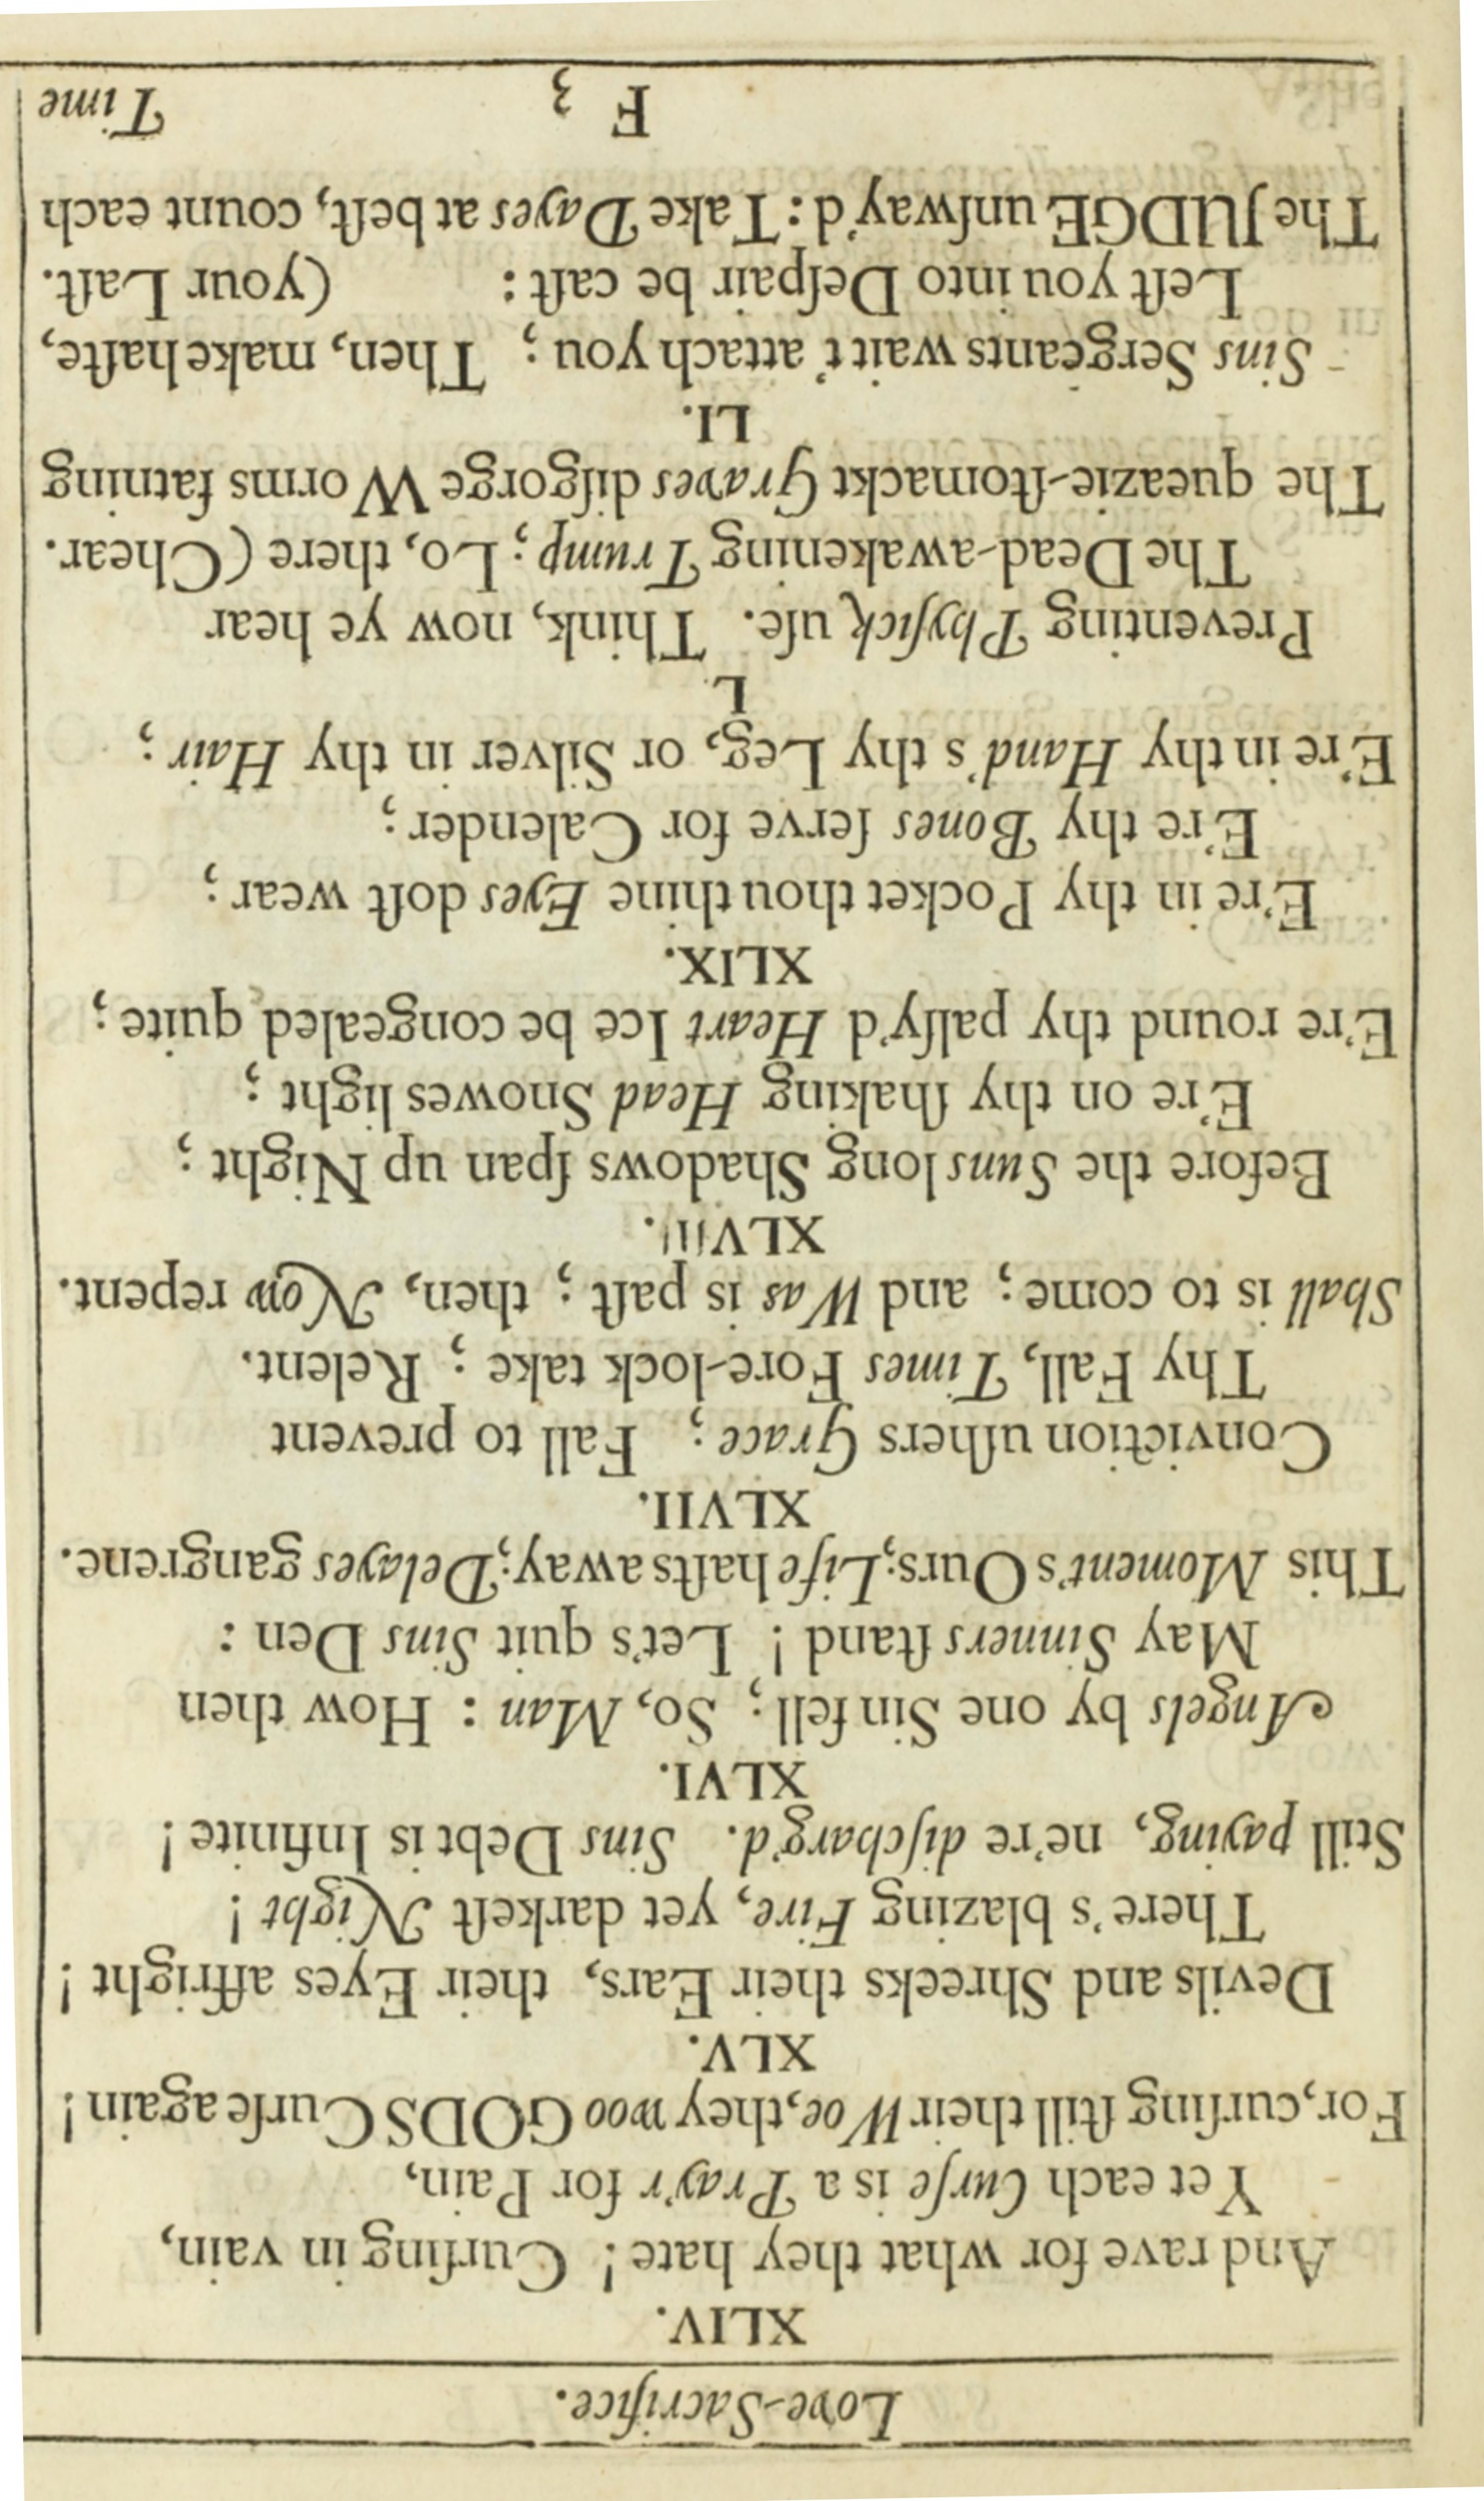 Love-Sacrifice.
XLIV.
And rave for what they hate! Curſing in vain,
Yet each Curſe is a Pray'r for Pain,
For, curſing ſtill their Woe, they woo GODS Curſe again!
XLV.
Devils and Shreeks their Ears, their Eyes affright!
There's blazing Fire, yet darkeſt Night!
Still paying, ne're diſcharg'd. Sins Debt is Infinite!
XLVI.
Angels by one Sin fell; So, Man: How then
May Sinners ſtand! Let's quit Sins Den:
This Moment's Ours; Life haſts away; Delayes gangrene.
XLVII.
Conviction uſhers Grace; Fall to prevent
Thy Fall, Times Fore-lock take; Relent.
Shall is to come; and Was is paſt; then, Now repent.
XLVIII.
Before the Suns long Shadows ſpan up Night;
E're on thy ſhaking Head Snowes light;
E're round thy palſy'd Heart Ice be congealed quite;
XLIX.
E're in thy Pocket thou thine Eyes doſt wear;
E're thy Bones ſerve for Calender;
E're in thy Hand's thy Leg, or Silver in thy Hair;
L.
Preventing Phyſick uſe. Think, now ye hear
The Dead-awakening Trump; Lo, there (Chear.
The queazie-ſtomackt Graves diſgorge Worms fatning
LI.
Sins Sergeants wait t'attach you; Then, make haſte,
Leſt you into Deſpair be caſt: (your Laſt.
The JUDGE unſway'd: Take Dayes at beſt, count each
F 3 Time